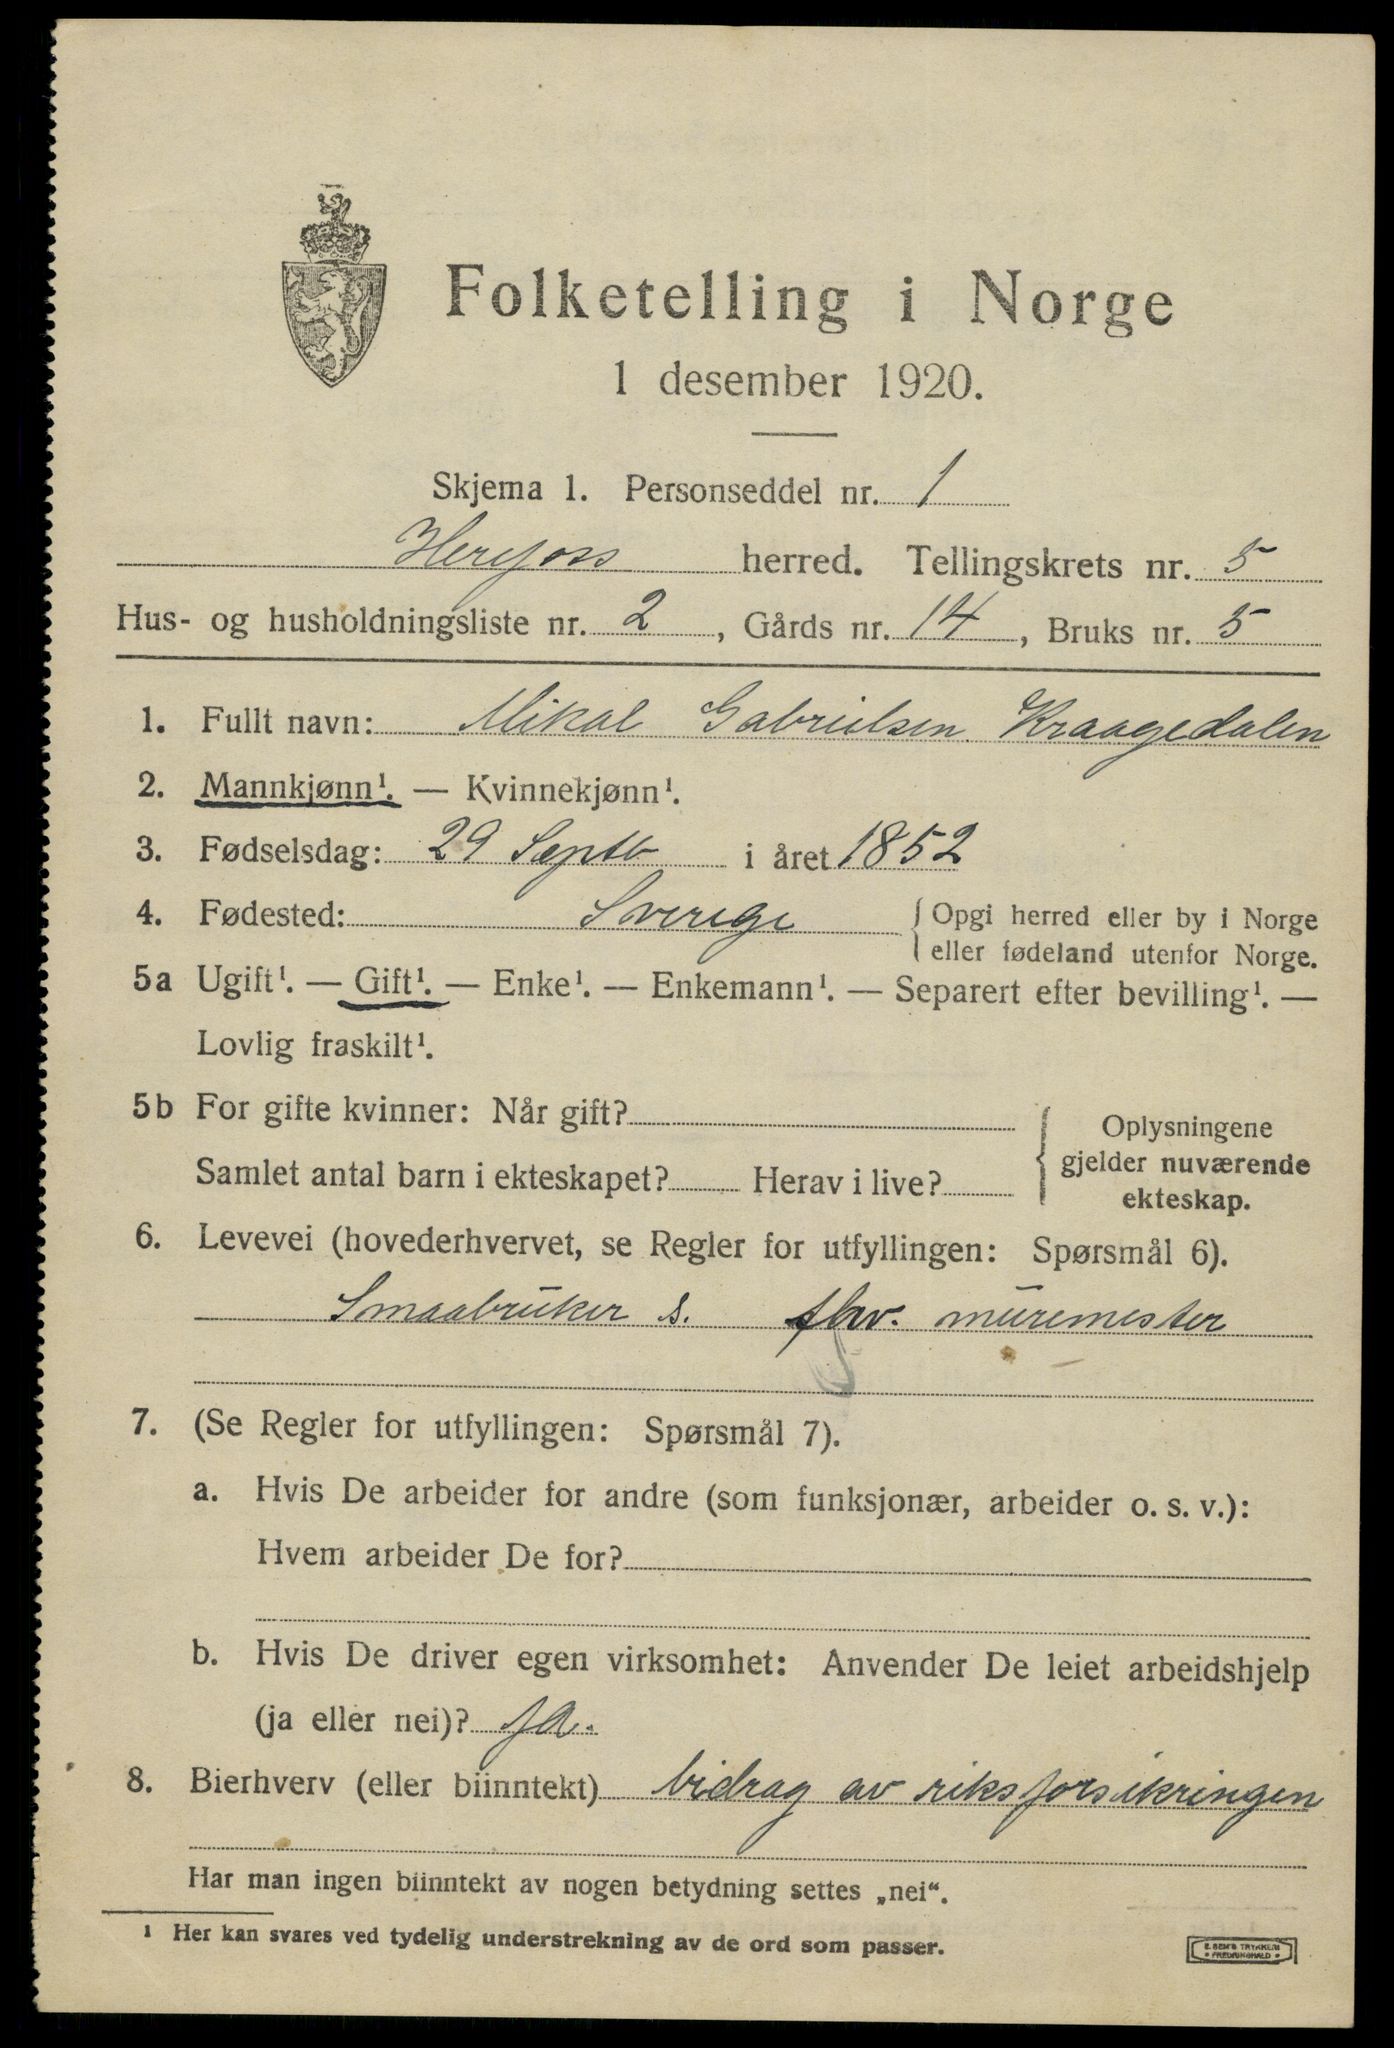 Folketelling i Norge
1 desember 1920.
Skjema 1. Personseddel nr. 1
Herefoss herred. Tellingskrets nr. 5
Hus- og husholdningsliste nr. 2, Gårds nr. 14, Bruks nr. 5
1. Fullt navn: Mikal Gabrielsen Kraagedalen
2. Mannkjønn¹. — Kvinnekjønn¹.
3. Fødselsdag: 29 Septb i året 1852
4. Fødested: Sverige { Opgi herred eller by i Norge
eller fødeland utenfor Norge.
5a Ugift¹. — Gift¹. — Enke¹. — Enkemann¹. — Separert efter bevilling¹. —
Lovlig fraskilt¹.
5b For gifte kvinner: Når gift? { Oplysningene
gjelder nuværende
ekteskap.
Samlet antal barn i ekteskapet? Herav i live?
6. Levevei (hovederhvervet, se Regler for utfyllingen: Spørsmål 6).
Smaabruker s. fhv. muremester
7. (Se Regler for utfyllingen: Spørsmål 7).
a. Hvis De arbeider for andre (som funksjonær, arbeider o. s. v.):
Hvem arbeider De for?
b. Hvis De driver egen virksomhet: Anvender De leiet arbeidshjelp
(ja eller nei)? ja.
8. Bierhverv (eller biinntekt) bidrag av riksforsikringen
Har man ingen biinntekt av nogen betydning settes „nei“.
¹ Her kan svares ved tydelig understrekning av de ord som passer.
E. SEM'S TRYKKERI
• FREDRIKSHALD •